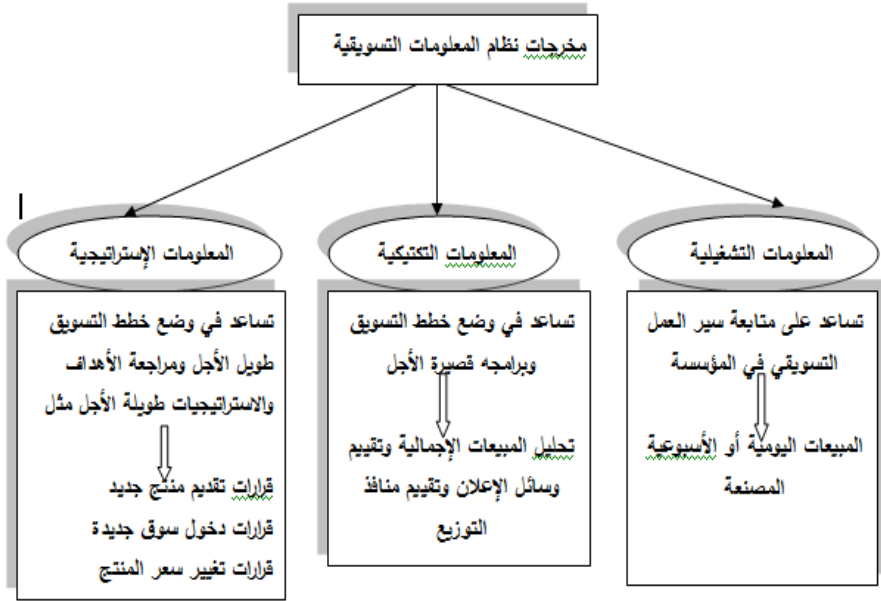 مخرجات نظام المعلومات التسويقية
المعلومات التشغيلية
تساعد على متابعة سير العمل
التسويقي في المؤسسة
المبيعات اليومية أو الأسبوعية
المصنعة
المعلومات التكتيكية
تساعد في وضع خطط التسويق
وبرامجه قصيرة الأجل
تحليل المبيعات الإجمالية وتقييم
وسائل الإعلان وتقييم منافذ
التوزيع
المعلومات الإستراتيجية
تساعد في وضع خطط التسويق
طويل الأجل ومراجعة الأهداف
والاستراتيجيات طويلة الأجل مثل
قرارات تقديم منتج جديد
قرارات دخول سوق جديدة
قرارات تغيير سعر المنتج